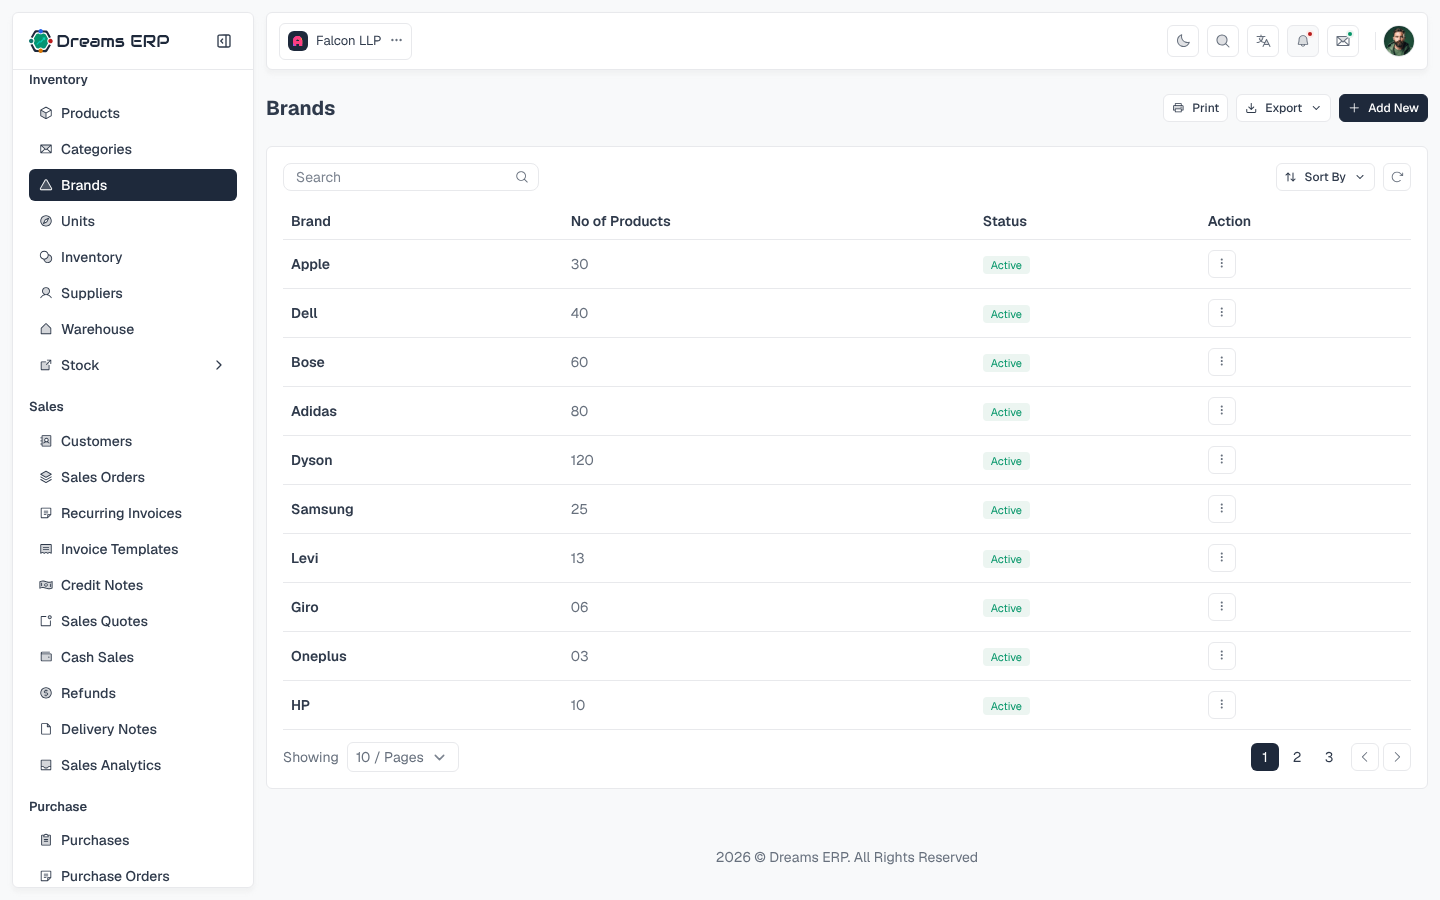 Dreams ERP
Inventory
Products
Categories
Brands
Units
Inventory
Suppliers
Warehouse
Stock
Sales
Customers
Sales Orders
Recurring Invoices
Invoice Templates
Credit Notes
Sales Quotes
Cash Sales
Refunds
Delivery Notes
Sales Analytics
Purchase
Purchases
Purchase Orders
Falcon LLP
Brands
Print
Export
Add New
Search
Sort By
Brand No of Products Status Action
Apple 30 Active
Dell 40 Active
Bose 60 Active
Adidas 80 Active
Dyson 120 Active
Samsung 25 Active
Levi 13 Active
Giro 06 Active
Oneplus 03 Active
HP 10 Active
Showing 10 / Pages 1 2 3
2026 © Dreams ERP. All Rights Reserved